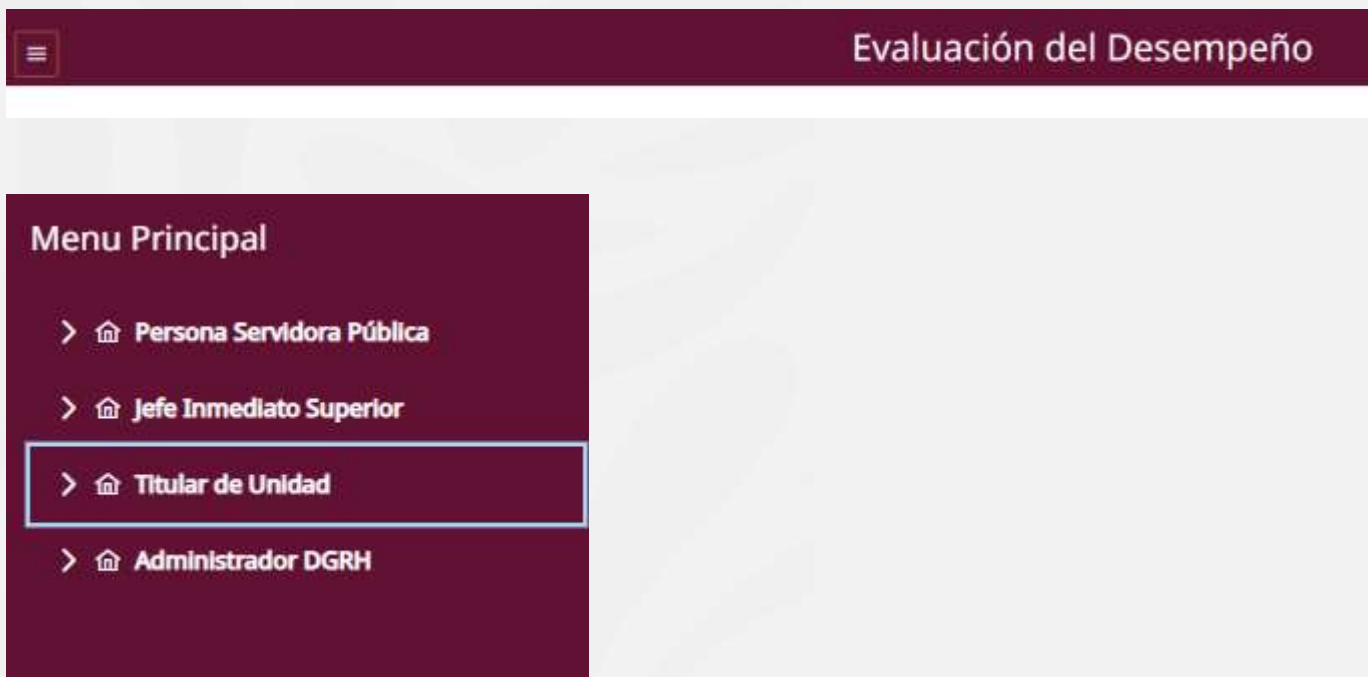 Evaluación del Desempeño
Menu Principal
Persona Servidora Pública
Jefe Inmediato Superior
Titular de Unidad
Administrador DGRH